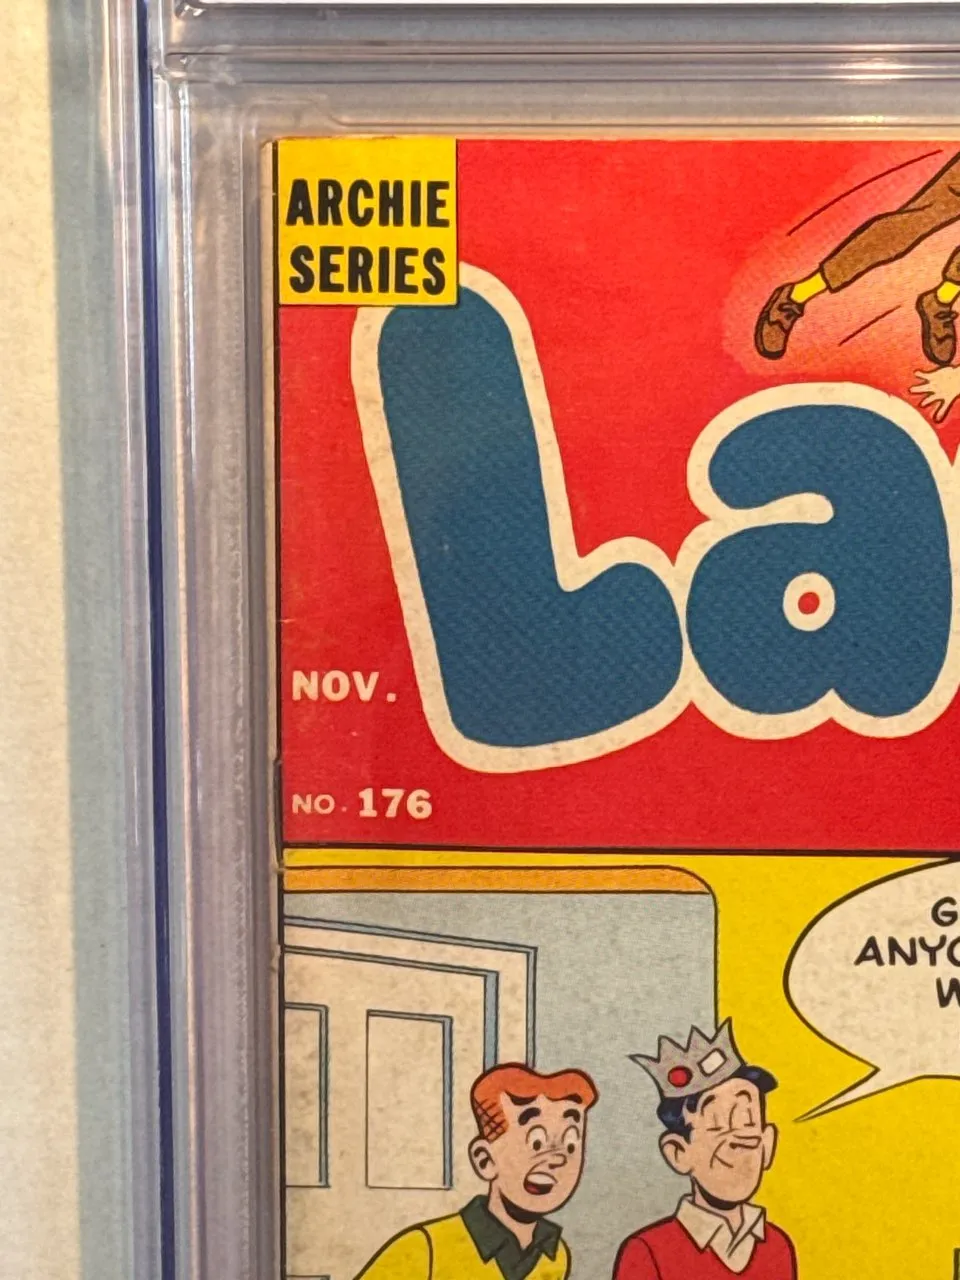 ARCHIE
SERIES
La
NOV.
NO. 176
G
ANYO
W